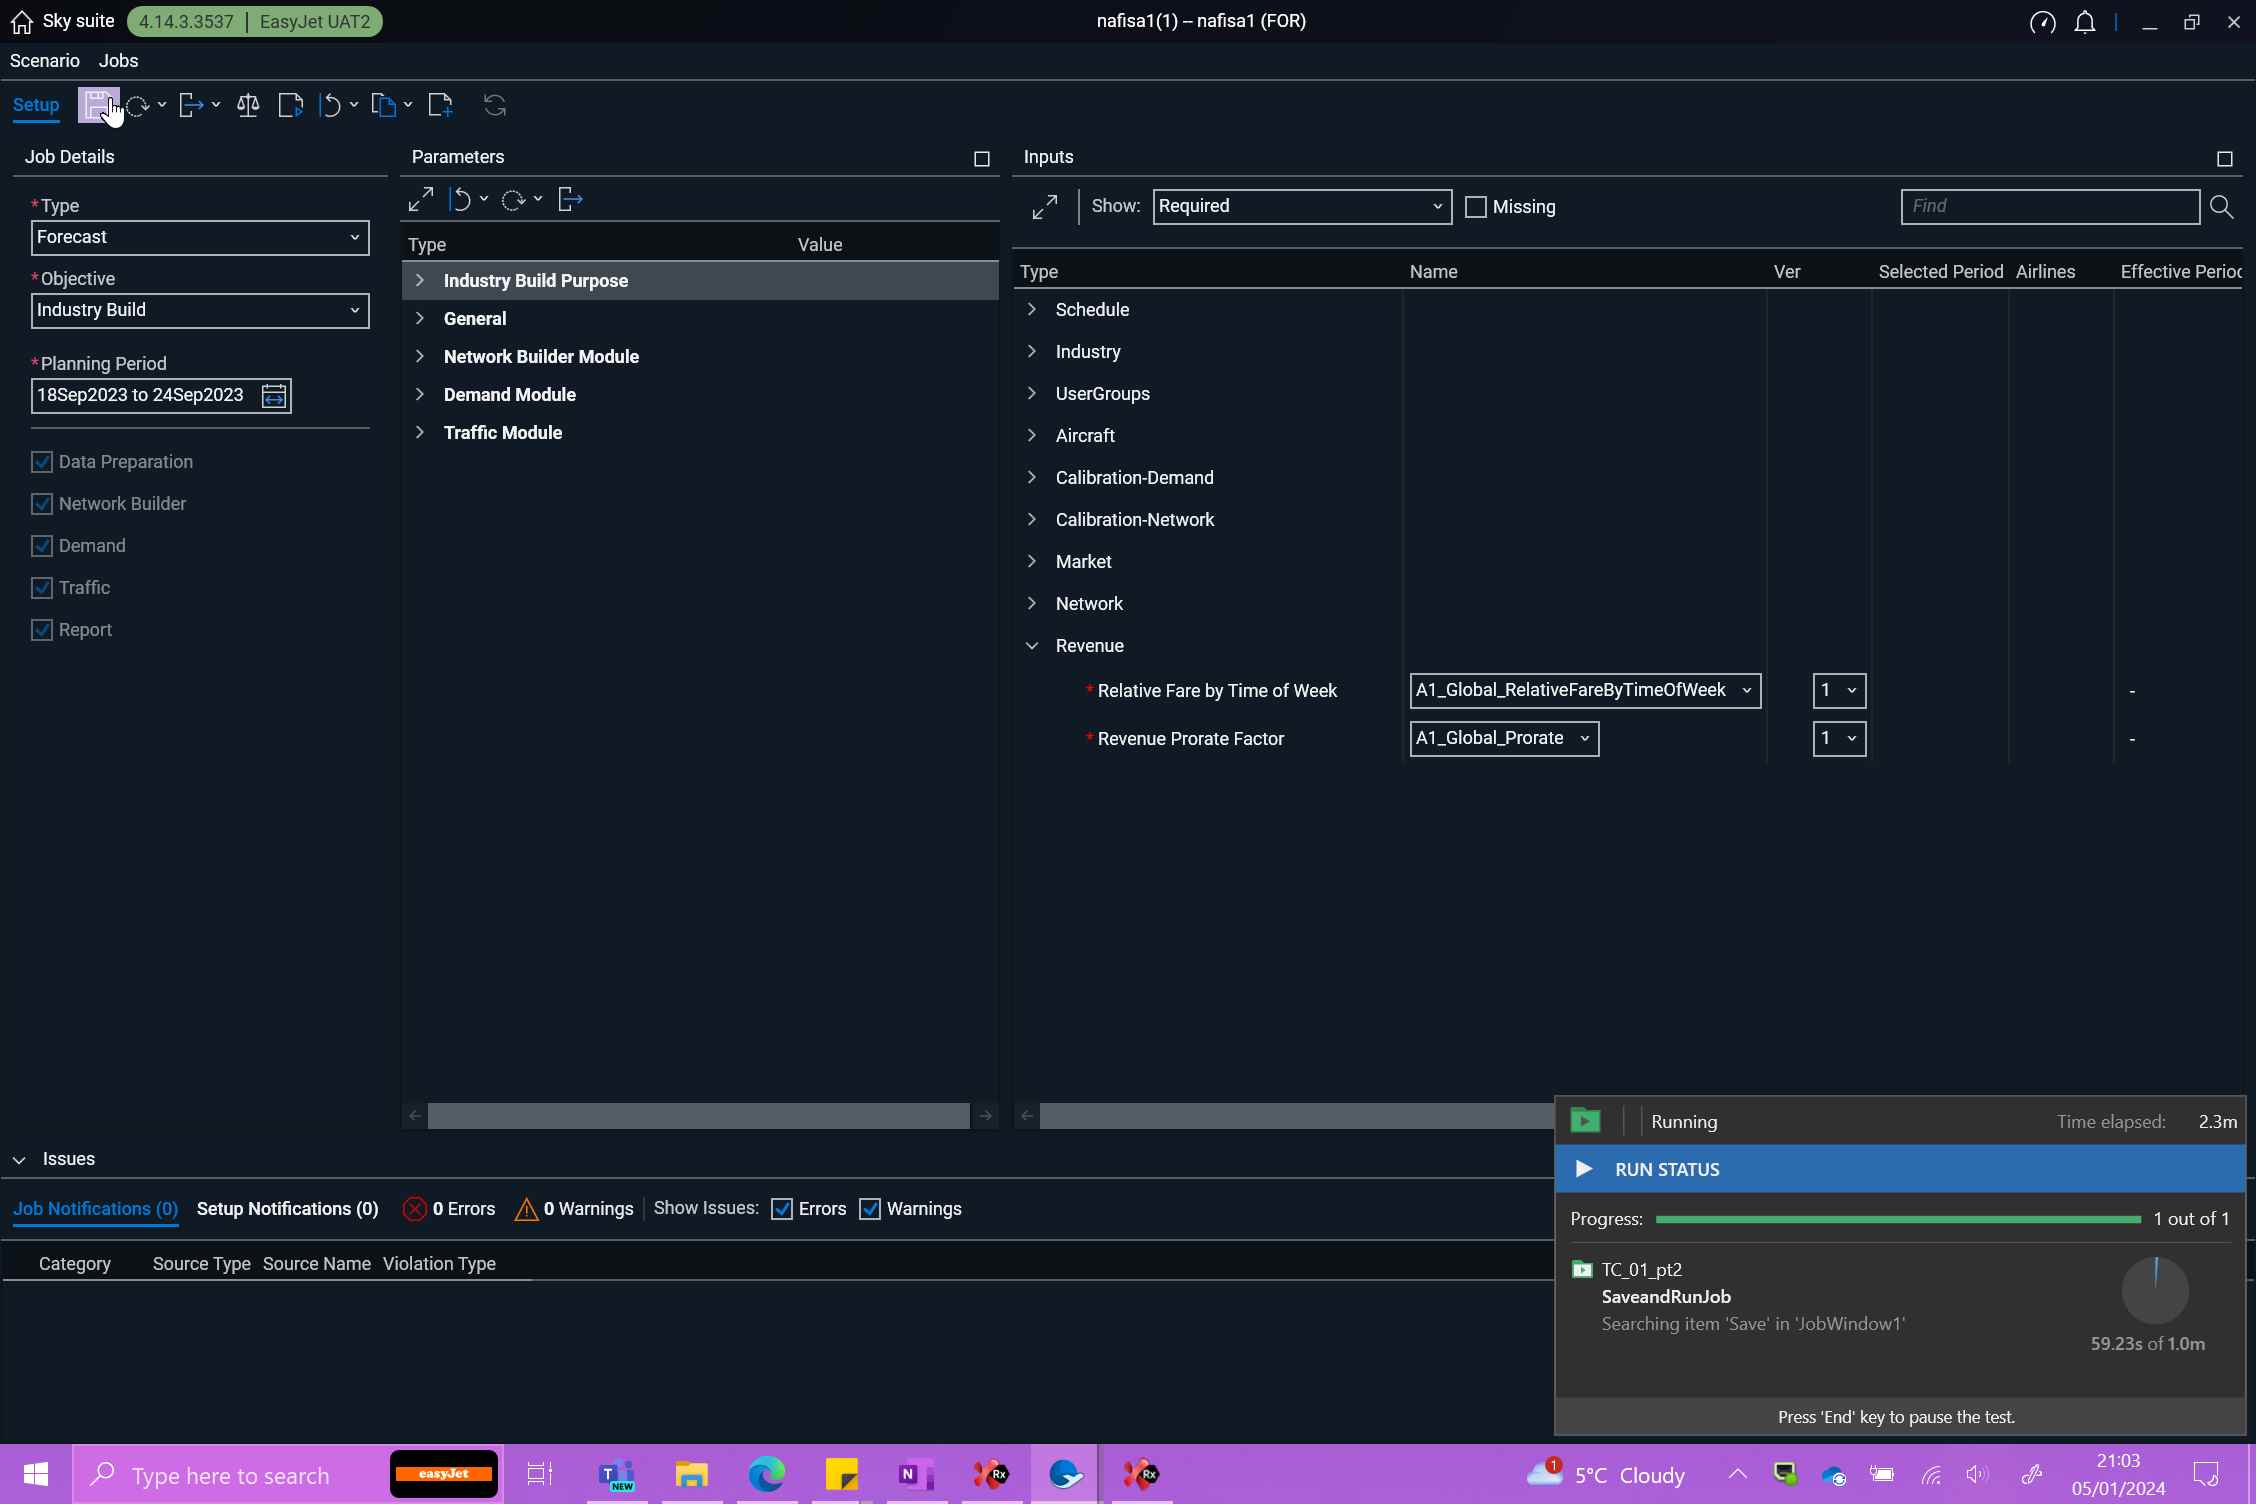 Sky suite 4.14.3.3537 | EasyJet UAT2 nafisa1(1) – nafisa1 (FOR)
Scenario Jobs
Setup
Job Details
*Type
Forecast
*Objective
Industry Build
*Planning Period
18Sep2023 to 24Sep2023
Data Preparation
Network Builder
Demand
Traffic
Report
Parameters
Type Value
Industry Build Purpose
General
Network Builder Module
Demand Module
Traffic Module
Inputs
Show: Required Missing Find
Type Name Ver Selected Period Airlines Effective Perioc
Schedule
Industry
UserGroups
Aircraft
Calibration-Demand
Calibration-Network
Market
Network
Revenue
* Relative Fare by Time of Week A1_Global_RelativeFareByTimeOfWeek 1 -
* Revenue Prorate Factor A1_Global_Prorate 1 -
Issues
Job Notifications (0) Setup Notifications (0) 0 Errors 0 Warnings Show Issues: Errors Warnings
Category Source Type Source Name Violation Type
Running Time elapsed: 2.3m
RUN STATUS
Progress: 1 out of 1
TC_01_pt2
SaveandRunJob
Searching item 'Save' in 'JobWindow1'
59.23s of 1.0m
Press 'End' key to pause the test.
Type here to search easyJet T NEW N Rx Rx 1 5°C Cloudy 21:03
05/01/2024